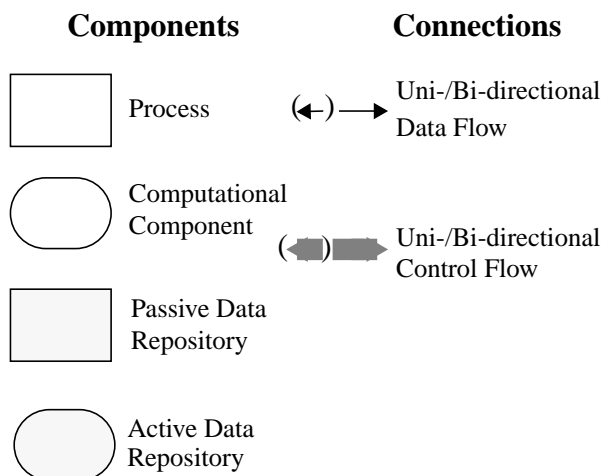 Components
Process
Computational
Component
Passive Data
Repository
Active Data
Repository
Connections
( ) Uni-/Bi-directional
Data Flow
( ) Uni-/Bi-directional
Control Flow